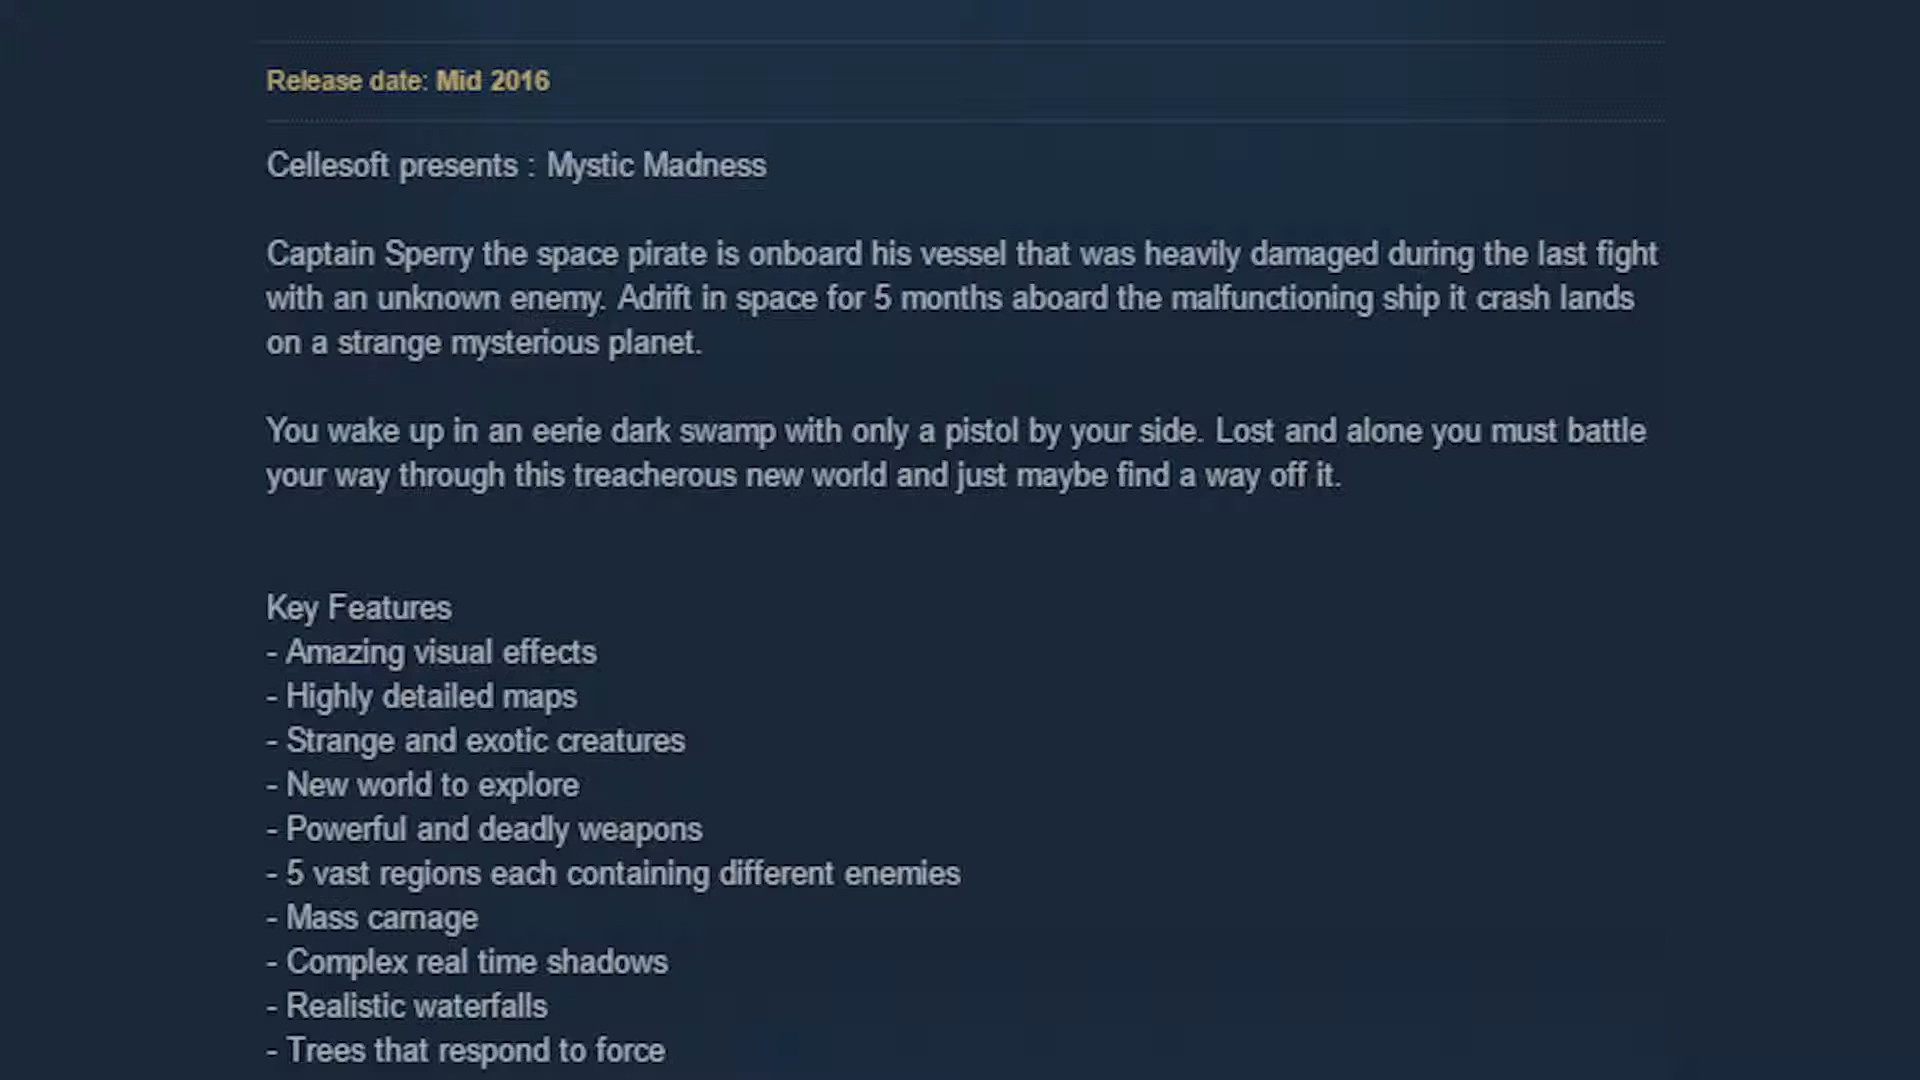 Release date: Mid 2016
Cellesoft presents : Mystic Madness
Captain Sperry the space pirate is onboard his vessel that was heavily damaged during the last fight
with an unknown enemy. Adrift in space for 5 months aboard the malfunctioning ship it crash lands
on a strange mysterious planet.
You wake up in an eerie dark swamp with only a pistol by your side. Lost and alone you must battle
your way through this treacherous new world and just maybe find a way off it.
Key Features
- Amazing visual effects
- Highly detailed maps
- Strange and exotic creatures
- New world to explore
- Powerful and deadly weapons
- 5 vast regions each containing different enemies
- Mass carnage
- Complex real time shadows
- Realistic waterfalls
- Trees that respond to force